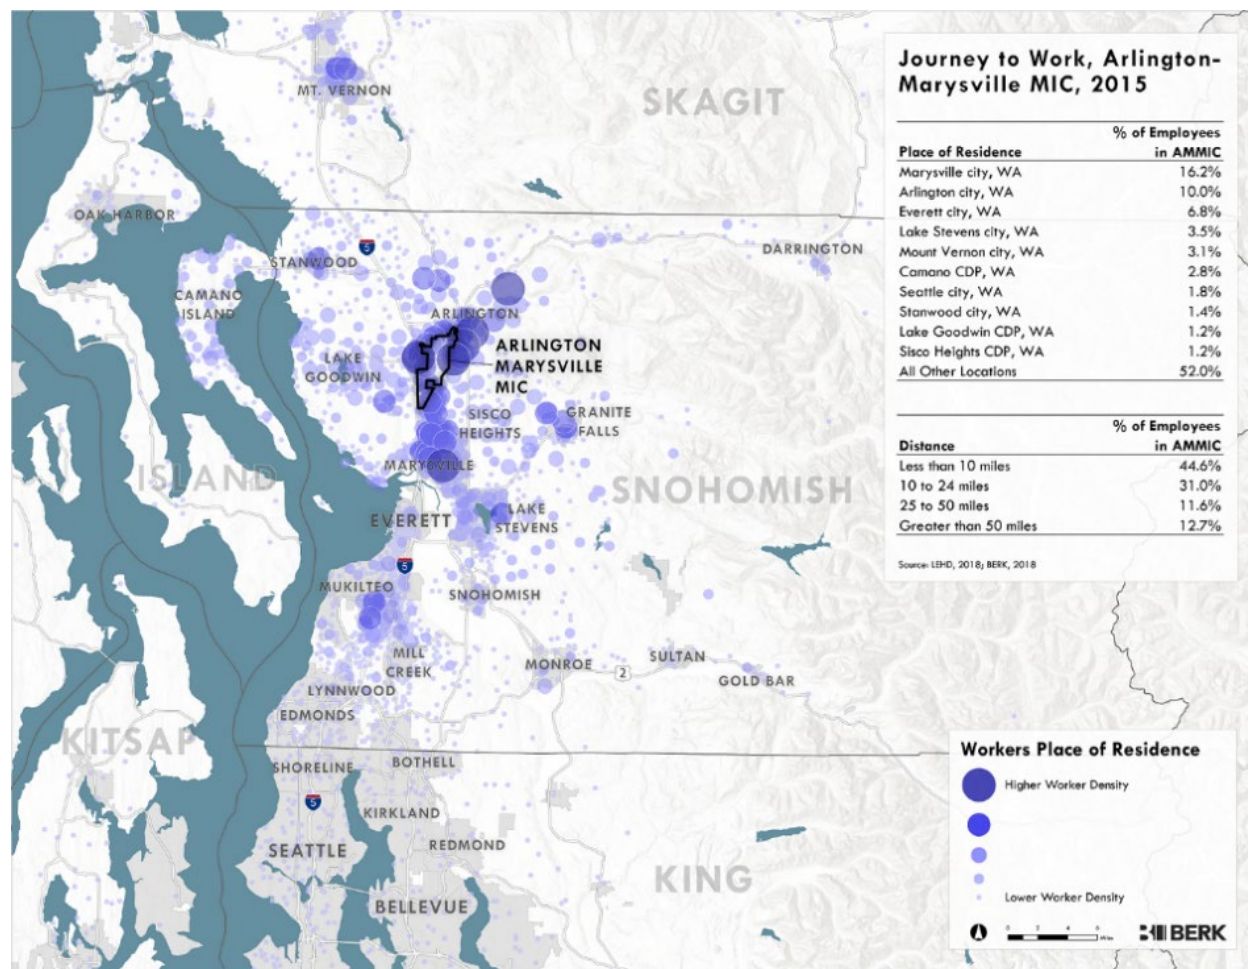 Journey to Work, Arlington-
Marysville MIC, 2015
% of Employees
Place of Residence in AMMIC
Marysville city, WA 16.2%
Arlington city, WA 10.0%
Everett city, WA 6.8%
Lake Stevens city, WA 3.5%
Mount Vernon city, WA 3.1%
Camano CDP, WA 2.8%
Seattle city, WA 1.8%
Stanwood city, WA 1.4%
Lake Goodwin CDP, WA 1.2%
Sisco Heights CDP, WA 1.2%
All Other Locations 52.0%
% of Employees
Distance in AMMIC
Less than 10 miles 44.6%
10 to 24 miles 31.0%
25 to 50 miles 11.6%
Greater than 50 miles 12.7%
Source: LEHD, 2018; BERK, 2018
MT. VERNON
SKAGIT
OAK HARBOR
5
STANWOOD
DARRINGTON
CAMANO
ISLAND
ARLINGTON
ARLINGTON
MARYSVILLE
MIC
LAKE
GOODWIN
SISCO
HEIGHTS
GRANITE
FALLS
MARYSVILLE
ISLAND
SNOHOMISH
EVERETT
LAKE
STEVENS
5
MUKILTEO
SNOHOMISH
MILL
CREEK
MONROE
2
SULTAN
GOLD BAR
LYNNWOOD
EDMONDS
KITSAP
SHORELINE
BOTHELL
5
KIRKLAND
SEATTLE
REDMOND
KING
BELLEVUE
Workers Place of Residence
Higher Worker Density
Lower Worker Density
Miles
BERK